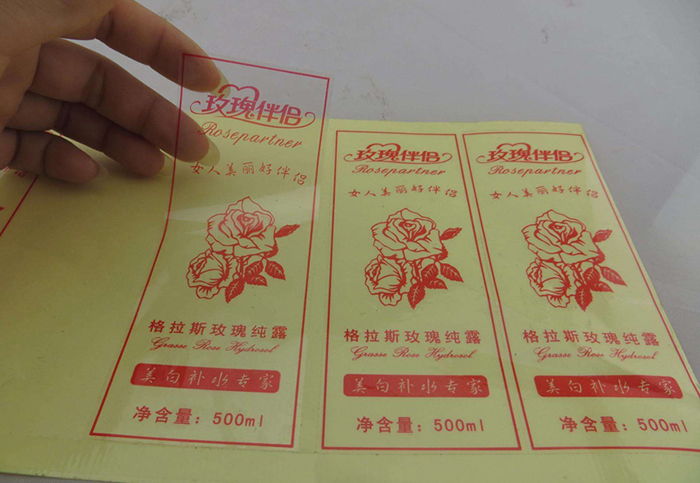 玫瑰伴侣
Rosepartner
女人美丽好伴侣
格拉斯玫瑰纯露
Grasse Rose Hydrosol
美白补水专家
净含量：500ml
玫瑰伴侣
Rosepartner
女人美丽好伴侣
格拉斯玫瑰纯露
Grasse Rose Hydrosol
美白补水专家
净含量：500ml
玫瑰伴侣
Rosepartner
女人美丽好伴侣
格拉斯玫瑰纯露
Grasse Rose Hydrosol
美白补水专家
净含量：500ml